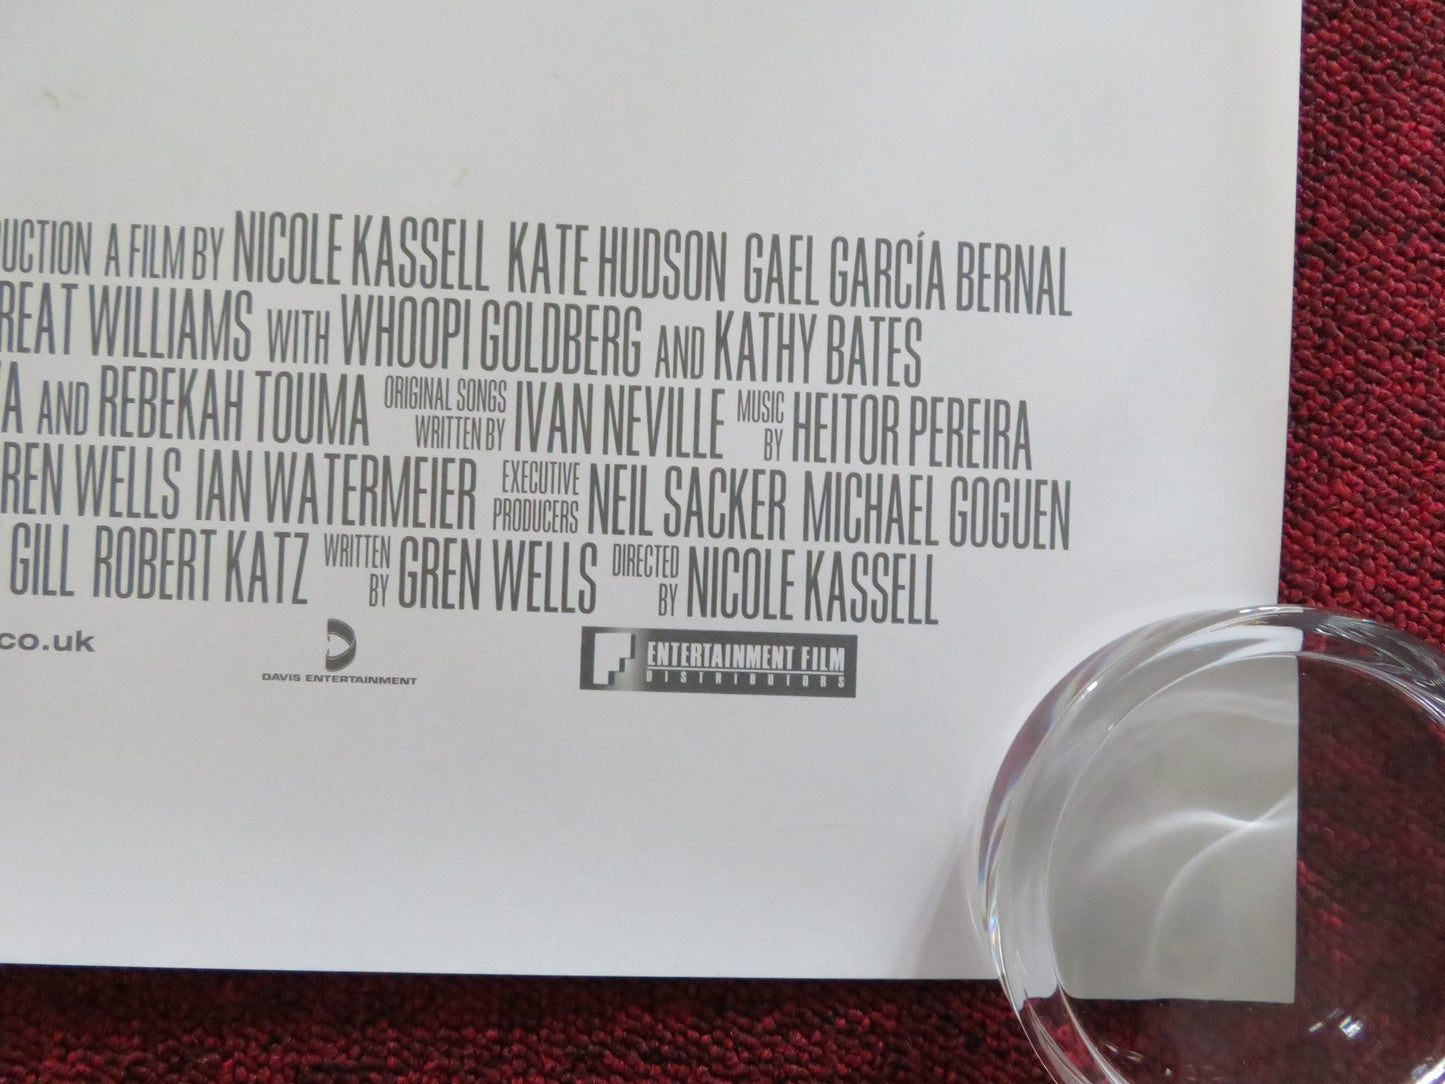 UCTION A FILM BY NICOLE KASSELL KATE HUDSON GAEL GARCÍA BERNAL
REAT WILLIAMS WITH WHOOPI GOLDBERG AND KATHY BATES
A AND REBEKAH TOUMA ORIGINAL SONGS WRITTEN BY IVAN NEVILLE MUSIC BY HEITOR PEREIRA
REN WELLS IAN WATERMEIER EXECUTIVE PRODUCERS NEIL SACKER MICHAEL GOGUEN
GILL ROBERT KATZ WRITTEN BY GREN WELLS DIRECTED BY NICOLE KASSELL
.co.uk
DAVIS ENTERTAINMENT
ENTERTAINMENT FILM
DISTRIBUTORS